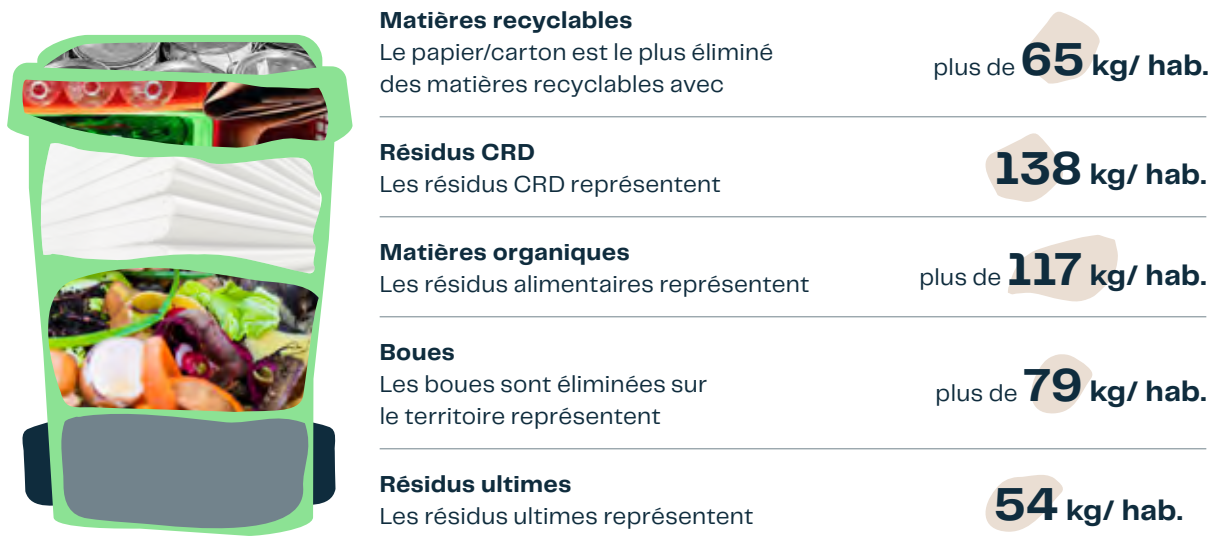 Matières recyclables
Le papier/carton est le plus éliminé
des matières recyclables avec
plus de 65 kg/ hab.
Résidus CRD
Les résidus CRD représentent
138 kg/ hab.
Matières organiques
Les résidus alimentaires représentent
plus de 117 kg/ hab.
Boues
Les boues sont éliminées sur
le territoire représentent
plus de 79 kg/ hab.
Résidus ultimes
Les résidus ultimes représentent
54 kg/ hab.